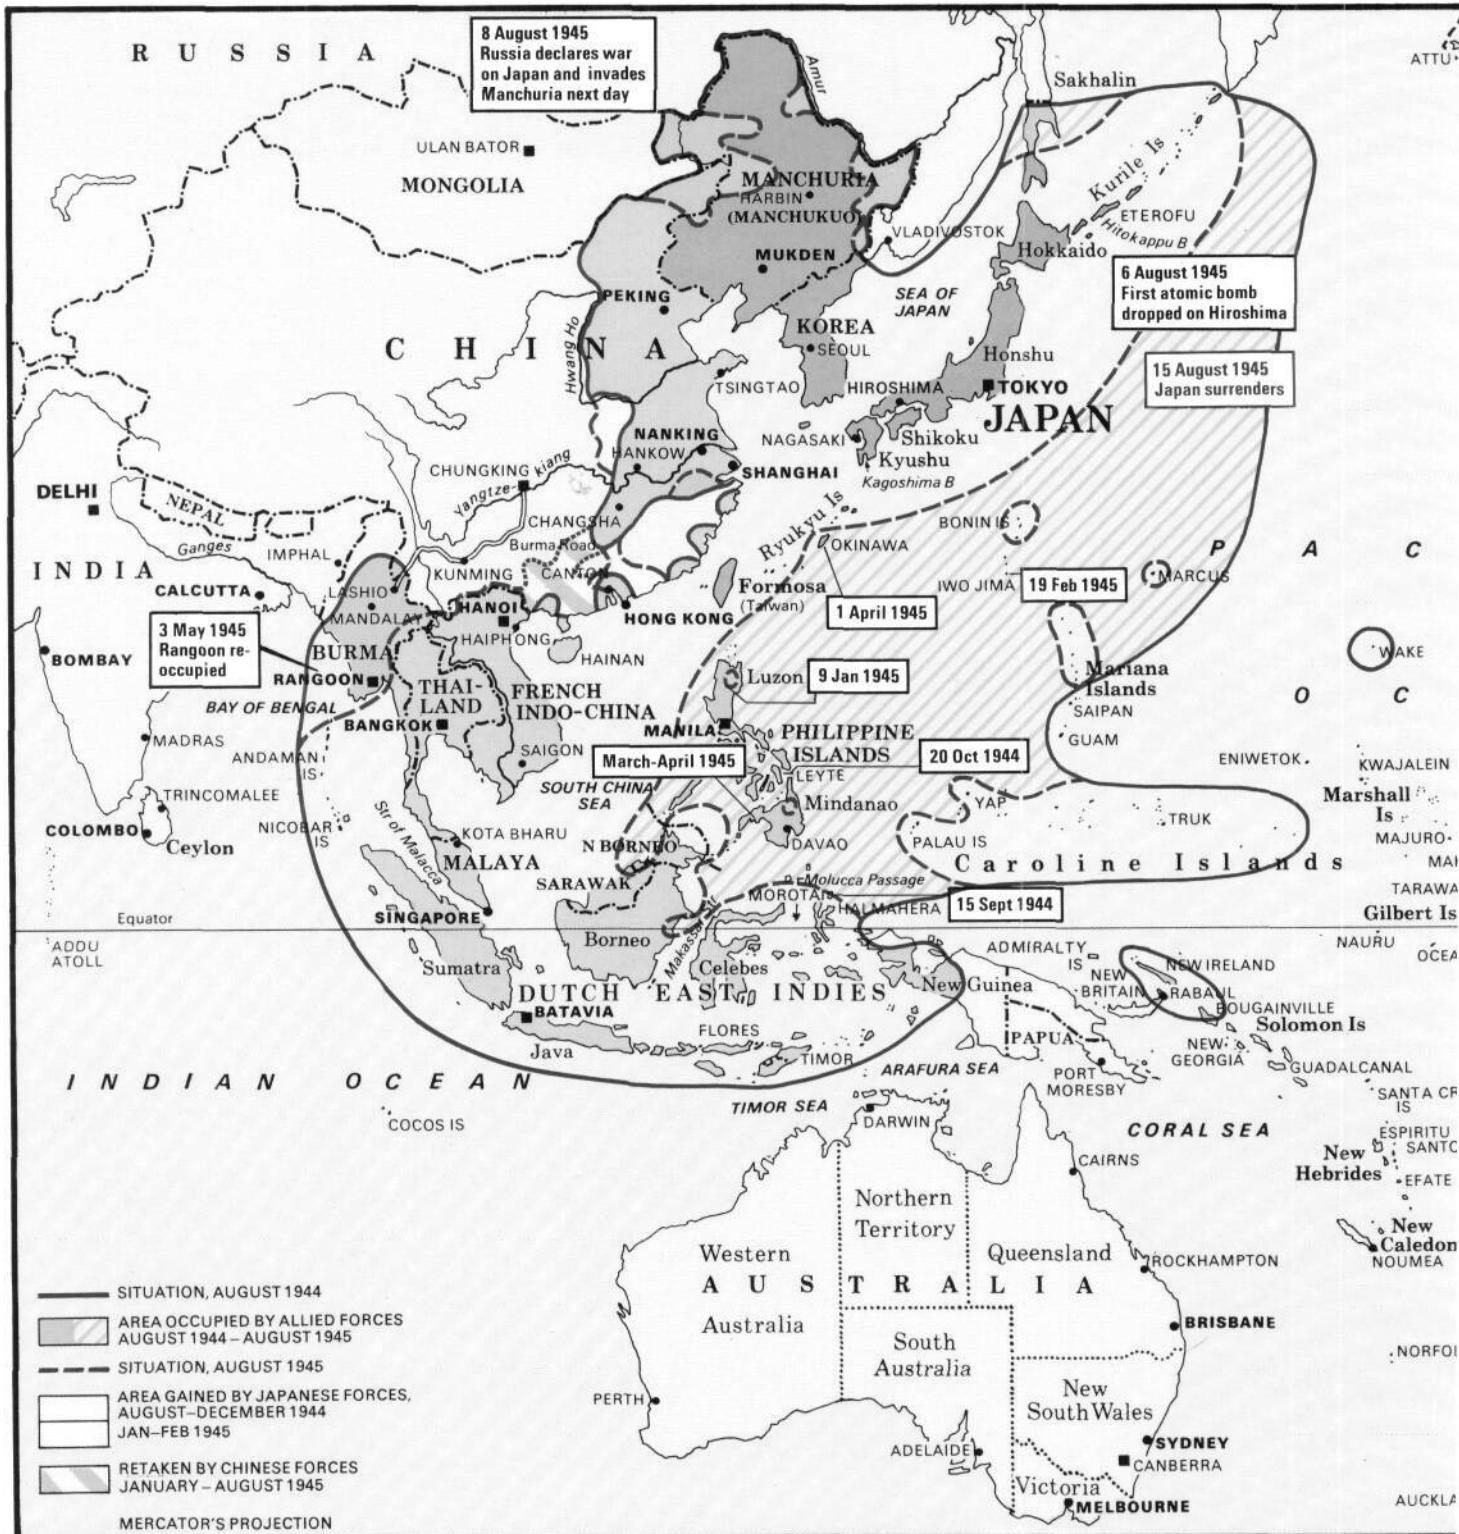 RUSSIA
8 August 1945
Russia declares war
on Japan and invades
Manchuria next day
Amur
Sakhalin
ATTU
ULAN BATOR
MONGOLIA
MANCHURIA
HARBIN
(MANCHUKUO)
Kurile Is
ETEROFU
Hitokappu B
VLADIVOSTOK
Hokkaido
MUKDEN
6 August 1945
First atomic bomb
dropped on Hiroshima
PEKING
SEA OF
JAPAN
KOREA
SEOUL
CHINA
Hwang Ho
Honshu
15 August 1945
Japan surrenders
TSINGTAO
HIROSHIMA
TOKYO
JAPAN
NANKING
HANKOW
NAGASAKI
Shikoku
Kyushu
SHANGHAI
Kagoshima B
CHUNGKING
Yangtze-kiang
DELHI
NEPAL
CHANGSHA
Ryukyu Is
BONIN IS
Ganges
IMPHAL
Burma Road
OKINAWA
PAC
INDIA
KUNMING
CANTON
Formosa
(Taiwan)
IWO JIMA
19 Feb 1945
MARCUS
CALCUTTA
LASHIO
MANDALAY
HANOI
HONG KONG
1 April 1945
3 May 1945
Rangoon re-
occupied
HAIPHONG
HAINAN
BOMBAY
BURMA
WAKE
RANGOON
THAI-
LAND
FRENCH
INDO-CHINA
Luzon
9 Jan 1945
Mariana
Islands
OC
BAY OF BENGAL
BANGKOK
MANILA
SAIPAN
MADRAS
PHILIPPINE
ISLANDS
GUAM
ANDAMAN
IS
SAIGON
March-April 1945
20 Oct 1944
ENIWETOK
KWAJALEIN
SOUTH CHINA
SEA
LEYTE
TRINCOMALEE
Mindanao
YAP
Marshall
Is
COLOMBO
Ceylon
NICOBAR
IS
Str of Malacca
KOTA BHARU
N BORNEO
DAVAO
PALAU IS
TRUK
MAJURO
MALAYA
Caroline Islands
MAK
SARAWAK
Molucca Passage
MOROTAI
TARAWA
HALMAHERA
15 Sept 1944
SINGAPORE
Gilbert Is
Equator
ADDU
ATOLL
Borneo
Makassar
ADMIRALTY
IS
NAURU
OCEA
Sumatra
Celebes
NEW IRELAND
New Guinea
NEW
BRITAIN
RABAUL
DUTCH EAST INDIES
BOUGAINVILLE
BATAVIA
Solomon Is
FLORES
PAPUA
Java
TIMOR
NEW
GEORGIA
ARAFURA SEA
PORT
MORESBY
GUADALCANAL
INDIAN OCEAN
SANTA CR
IS
TIMOR SEA
COCOS IS
DARWIN
CORAL SEA
ESPIRITU
SANTO
New
Hebrides
CAIRNS
EFATE
Northern
Territory
New
Caledon
NOUMEA
Western
Australia
Queensland
ROCKHAMPTON
AUSTRALIA
BRISBANE
South
Australia
NORFOL
New
South Wales
PERTH
SYDNEY
ADELAIDE
CANBERRA
Victoria
MELBOURNE
AUCKLA
SITUATION, AUGUST 1944
AREA OCCUPIED BY ALLIED FORCES
AUGUST 1944 – AUGUST 1945
SITUATION, AUGUST 1945
AREA GAINED BY JAPANESE FORCES,
AUGUST–DECEMBER 1944
JAN–FEB 1945
RETAKEN BY CHINESE FORCES
JANUARY – AUGUST 1945
MERCATOR'S PROJECTION